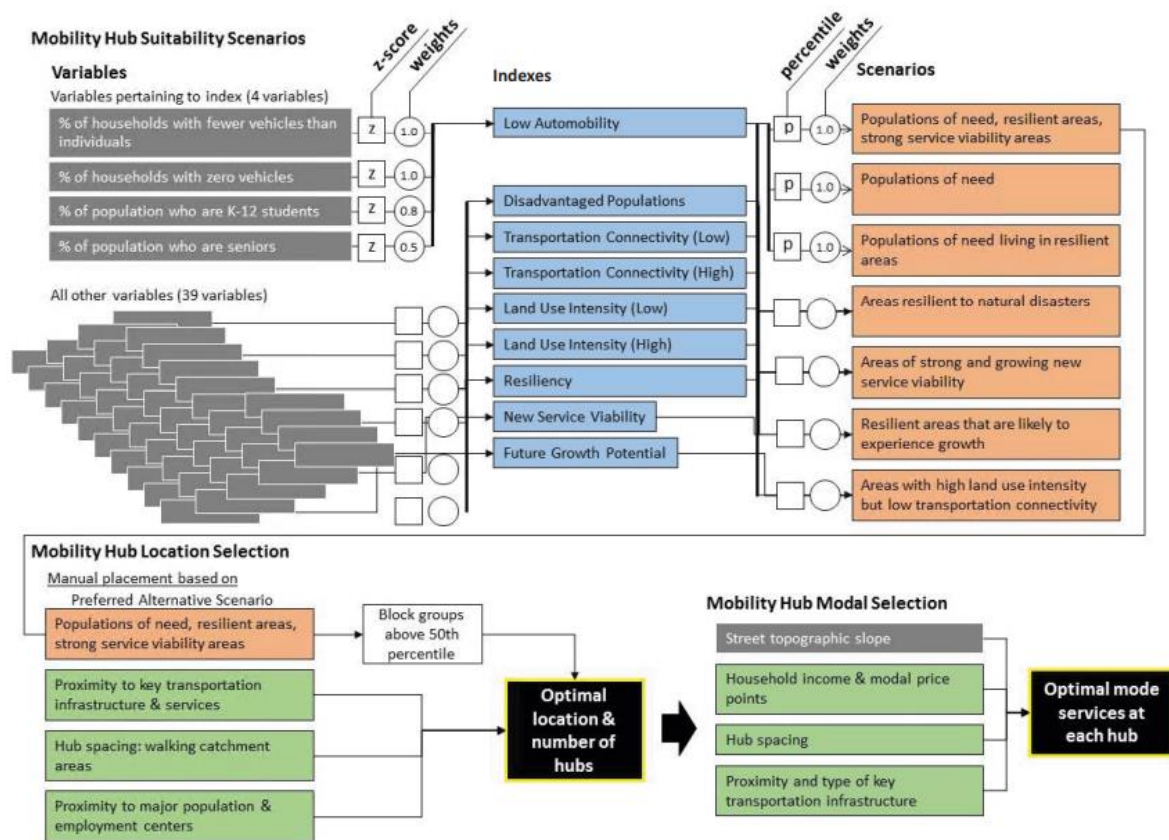 Mobility Hub Suitability Scenarios
z-score
weights
percentile
weights
Variables
Indexes
Scenarios
Variables pertaining to index (4 variables)
% of households with fewer vehicles than
individuals
z
1.0
% of households with zero vehicles
z
1.0
% of population who are K-12 students
z
0.8
% of population who are seniors
z
0.5
All other variables (39 variables)
Low Automobility
Disadvantaged Populations
Transportation Connectivity (Low)
Transportation Connectivity (High)
Land Use Intensity (Low)
Land Use Intensity (High)
Resiliency
New Service Viability
Future Growth Potential
p
1.0
Populations of need, resilient areas,
strong service viability areas
p
1.0
Populations of need
p
1.0
Populations of need living in resilient
areas
Areas resilient to natural disasters
Areas of strong and growing new
service viability
Resilient areas that are likely to
experience growth
Areas with high land use intensity
but low transportation connectivity
Mobility Hub Location Selection
Manual placement based on
Preferred Alternative Scenario
Populations of need, resilient areas,
strong service viability areas
Block groups
above 50th
percentile
Proximity to key transportation
infrastructure & services
Hub spacing: walking catchment
areas
Proximity to major population &
employment centers
Optimal
location &
number of
hubs
Mobility Hub Modal Selection
Street topographic slope
Household income & modal price
points
Hub spacing
Proximity and type of key
transportation infrastructure
Optimal mode
services at
each hub